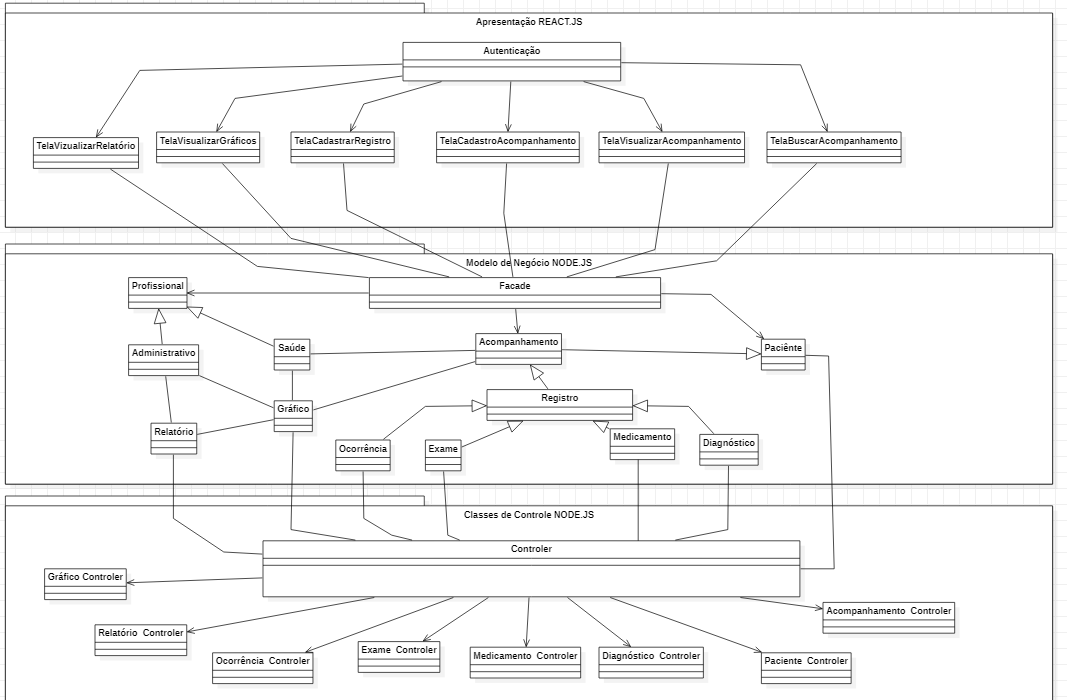 Apresentação REACT.JS
Autenticação
TelaVizualizarRelatório
TelaVisualizarGráficos
TelaCadastrarRegistro
TelaCadastroAcompanhamento
TelaVisualizarAcompanhamento
TelaBuscarAcompanhamento
Modelo de Negócio NODE.JS
Profissional
Facade
Administrativo
Saúde
Acompanhamento
Paciênte
Registro
Gráfico
Relatório
Ocorrência
Exame
Medicamento
Diagnóstico
Classes de Controle NODE.JS
Controler
Gráfico Controler
Acompanhamento Controler
Relatório Controler
Ocorrência Controler
Exame Controler
Medicamento Controler
Diagnóstico Controler
Paciente Controler